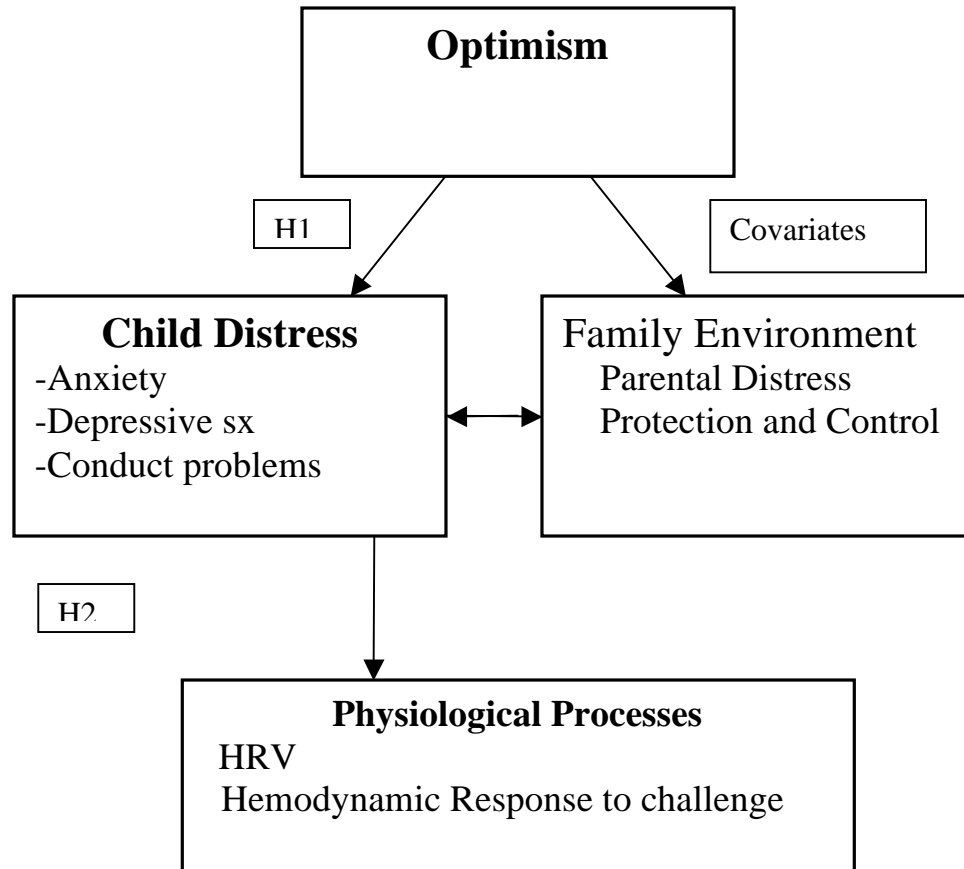 Optimism
H1
Covariates
Child Distress
-Anxiety
-Depressive sx
-Conduct problems
Family Environment
Parental Distress
Protection and Control
H2
Physiological Processes
HRV
Hemodynamic Response to challenge